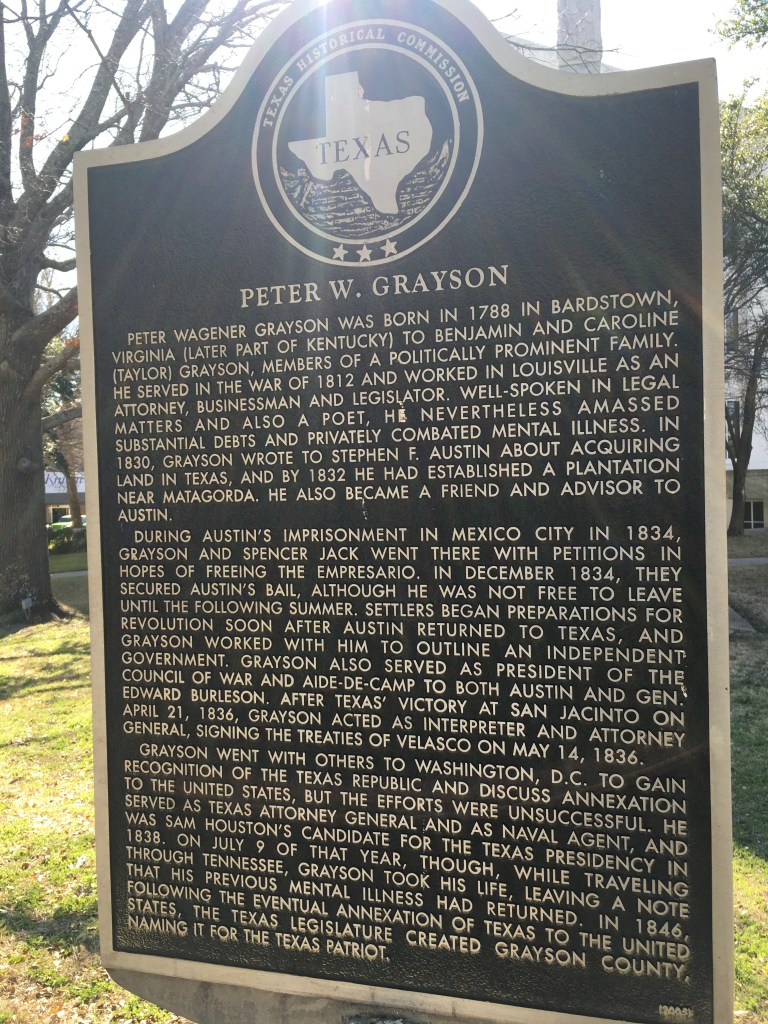 TEXAS HISTORICAL COMMISSION
TEXAS
PETER W. GRAYSON
PETER WAGENER GRAYSON WAS BORN IN 1788 IN BARDSTOWN,
VIRGINIA (LATER PART OF KENTUCKY) TO BENJAMIN AND CAROLINE
(TAYLOR) GRAYSON, MEMBERS OF A POLITICALLY PROMINENT FAMILY.
HE SERVED IN THE WAR OF 1812 AND WORKED IN LOUISVILLE AS AN
ATTORNEY, BUSINESSMAN AND LEGISLATOR. WELL-SPOKEN IN LEGAL
MATTERS AND ALSO A POET, HE NEVERTHELESS AMASSED
SUBSTANTIAL DEBTS AND PRIVATELY COMBATED MENTAL ILLNESS. IN
1830, GRAYSON WROTE TO STEPHEN F. AUSTIN ABOUT ACQUIRING
LAND IN TEXAS, AND BY 1832 HE HAD ESTABLISHED A PLANTATION
NEAR MATAGORDA. HE ALSO BECAME A FRIEND AND ADVISOR TO
AUSTIN.
DURING AUSTIN'S IMPRISONMENT IN MEXICO CITY IN 1834,
GRAYSON AND SPENCER JACK WENT THERE WITH PETITIONS IN
HOPES OF FREEING THE EMPRESARIO. IN DECEMBER 1834, THEY
SECURED AUSTIN'S BAIL, ALTHOUGH HE WAS NOT FREE TO LEAVE
UNTIL THE FOLLOWING SUMMER. SETTLERS BEGAN PREPARATIONS FOR
REVOLUTION SOON AFTER AUSTIN RETURNED TO TEXAS, AND
GRAYSON WORKED WITH HIM TO OUTLINE AN INDEPENDENT
GOVERNMENT. GRAYSON ALSO SERVED AS PRESIDENT OF THE
COUNCIL OF WAR AND AIDE-DE-CAMP TO BOTH AUSTIN AND GEN.
EDWARD BURLESON. AFTER TEXAS' VICTORY AT SAN JACINTO ON
APRIL 21, 1836, GRAYSON ACTED AS INTERPRETER AND ATTORNEY
GENERAL, SIGNING THE TREATIES OF VELASCO ON MAY 14, 1836.
GRAYSON WENT WITH OTHERS TO WASHINGTON, D.C. TO GAIN
RECOGNITION OF THE TEXAS REPUBLIC AND DISCUSS ANNEXATION
TO THE UNITED STATES, BUT THE EFFORTS WERE UNSUCCESSFUL. HE
SERVED AS TEXAS ATTORNEY GENERAL AND AS NAVAL AGENT, AND
WAS SAM HOUSTON'S CANDIDATE FOR THE TEXAS PRESIDENCY IN
1838. ON JULY 9 OF THAT YEAR, THOUGH, WHILE TRAVELING
THROUGH TENNESSEE, GRAYSON TOOK HIS LIFE, LEAVING A NOTE
THAT HIS PREVIOUS MENTAL ILLNESS HAD RETURNED. IN 1846,
FOLLOWING THE EVENTUAL ANNEXATION OF TEXAS TO THE UNITED
STATES, THE TEXAS LEGISLATURE CREATED GRAYSON COUNTY,
NAMING IT FOR THE TEXAS PATRIOT.
(2005)